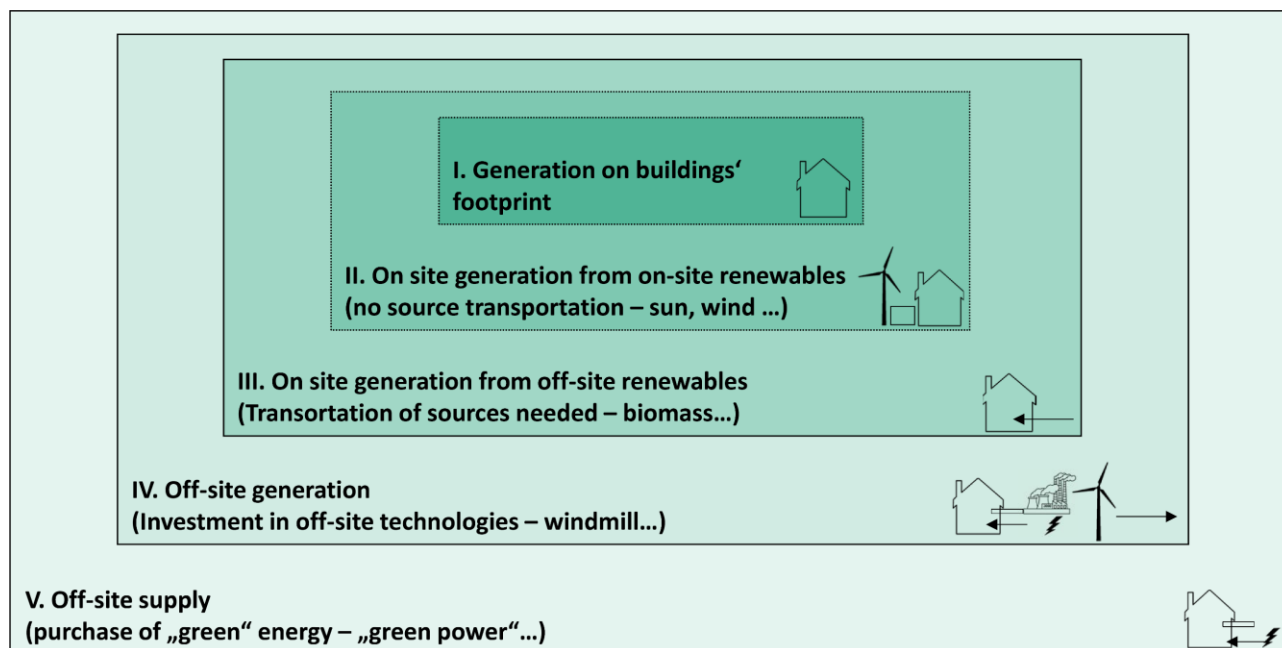 I. Generation on buildings‘
footprint
II. On site generation from on-site renewables
(no source transportation – sun, wind …)
III. On site generation from off-site renewables
(Transortation of sources needed – biomass…)
IV. Off-site generation
(Investment in off-site technologies – windmill…)
V. Off-site supply
(purchase of „green“ energy – „green power“…)